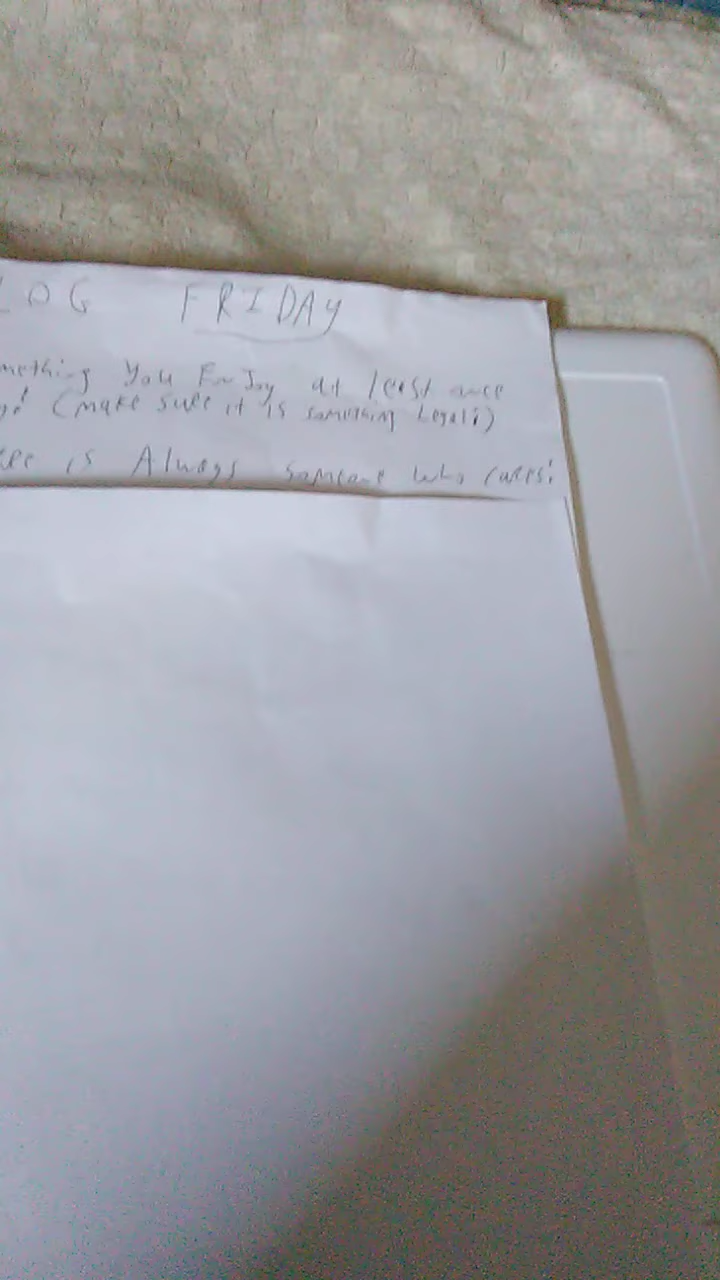 LOG FRIDAY
mething You EnJoy at least once
(make sure it is something Legal!)
is Always someone who cares!